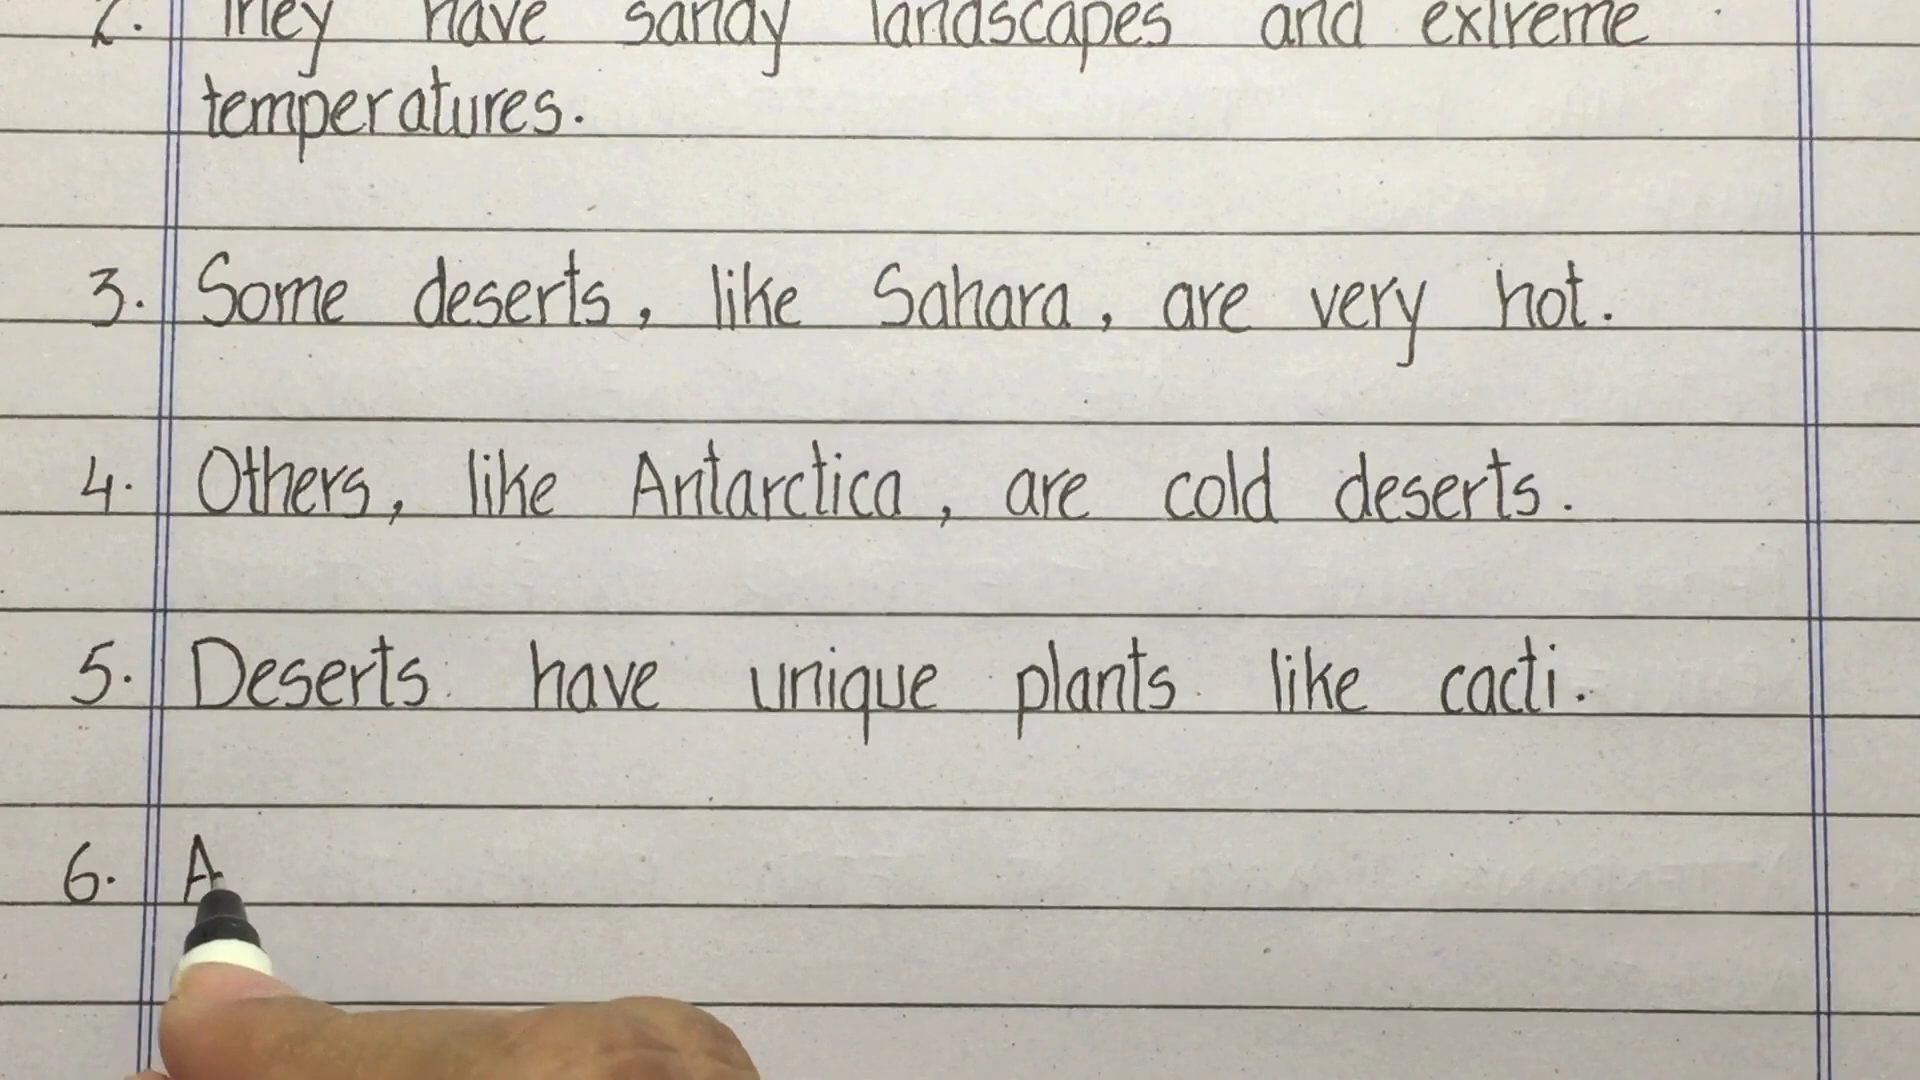 2. They have sandy landscapes and extreme
temperatures.
3. Some deserts, like Sahara, are very hot.
4. Others, like Antarctica, are cold deserts.
5. Deserts have unique plants like cacti.
6. A